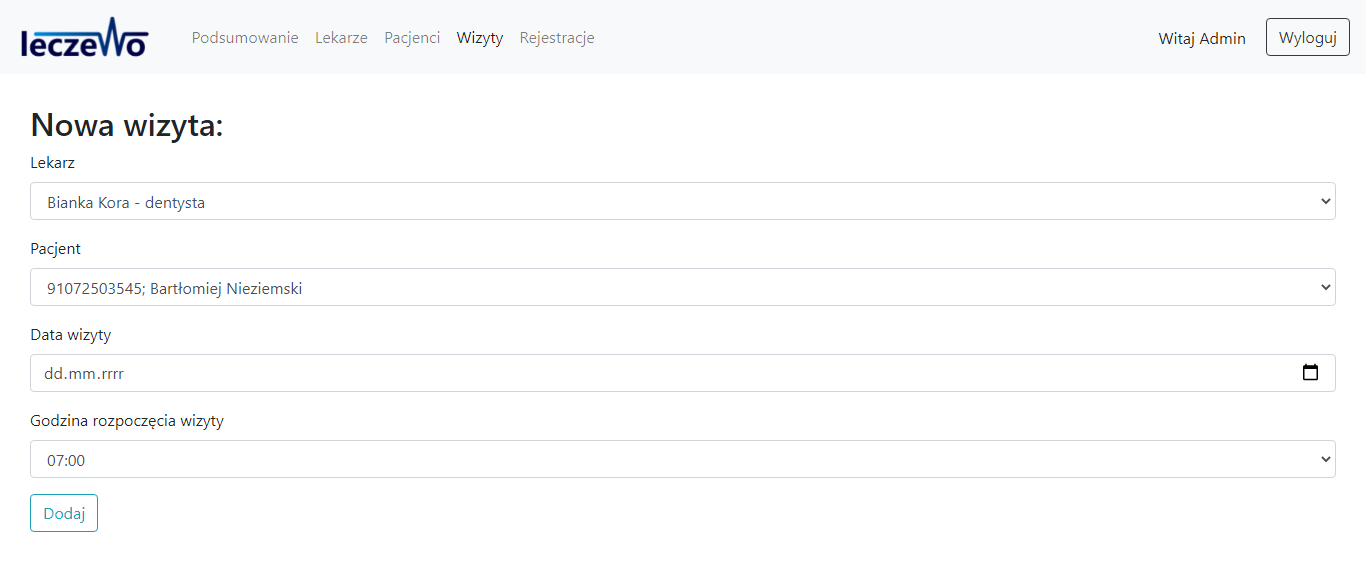 leczewo
Podsumowanie Lekarze Pacjenci Wizyty Rejestracje Witaj Admin Wyloguj
Nowa wizyta:
Lekarz
Bianka Kora - dentysta
Pacjent
91072503545; Bartłomiej Nieziemski
Data wizyty
dd.mm.rrrr
Godzina rozpoczęcia wizyty
07:00
Dodaj